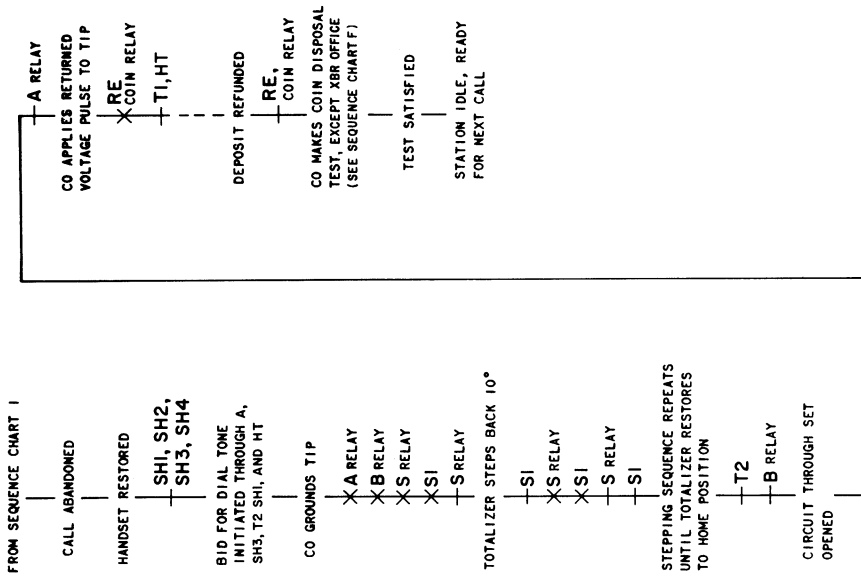 FROM SEQUENCE CHART I
CALL ABANDONED
HANDSET RESTORED
SH1, SH2,
SH3, SH4
BID FOR DIAL TONE
INITIATED THROUGH A,
SH3, T2 SH1, AND HT
CO GROUNDS TIP
A RELAY
B RELAY
S RELAY
S1
S RELAY
TOTALIZER STEPS BACK 10°
S1
S RELAY
S1
S RELAY
S1
STEPPING SEQUENCE REPEATS
UNTIL TOTALIZER RESTORES
TO HOME POSITION
T2
B RELAY
CIRCUIT THROUGH SET
OPENED
A RELAY
CO APPLIES RETURNED
VOLTAGE PULSE TO TIP
RE
COIN RELAY
T1, HT
DEPOSIT REFUNDED
RE,
COIN RELAY
CO MAKES COIN DISPOSAL
TEST, EXCEPT XBR OFFICE
(SEE SEQUENCE CHART F)
TEST SATISFIED
STATION IDLE, READY
FOR NEXT CALL